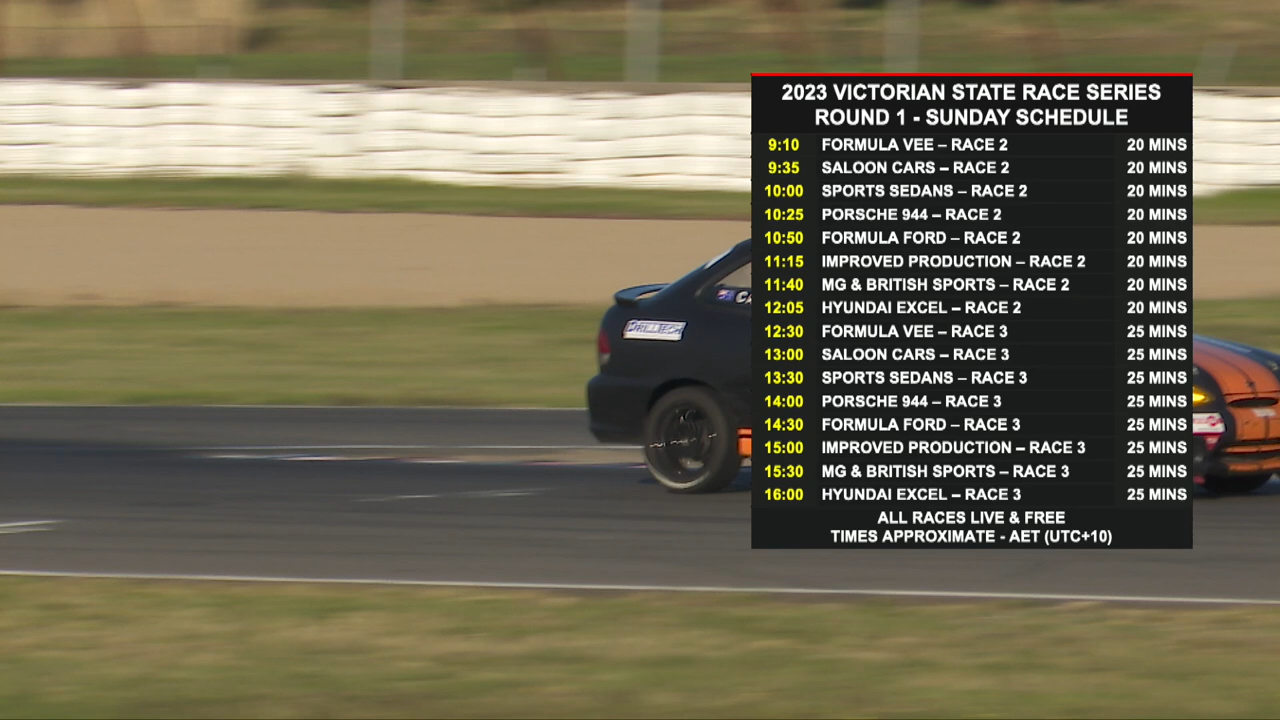 2023 VICTORIAN STATE RACE SERIES
ROUND 1 - SUNDAY SCHEDULE
9:10 FORMULA VEE – RACE 2 20 MINS
9:35 SALOON CARS – RACE 2 20 MINS
10:00 SPORTS SEDANS – RACE 2 20 MINS
10:25 PORSCHE 944 – RACE 2 20 MINS
10:50 FORMULA FORD – RACE 2 20 MINS
11:15 IMPROVED PRODUCTION – RACE 2 20 MINS
11:40 MG & BRITISH SPORTS – RACE 2 20 MINS
12:05 HYUNDAI EXCEL – RACE 2 20 MINS
12:30 FORMULA VEE – RACE 3 25 MINS
13:00 SALOON CARS – RACE 3 25 MINS
13:30 SPORTS SEDANS – RACE 3 25 MINS
14:00 PORSCHE 944 – RACE 3 25 MINS
14:30 FORMULA FORD – RACE 3 25 MINS
15:00 IMPROVED PRODUCTION – RACE 3 25 MINS
15:30 MG & BRITISH SPORTS – RACE 3 25 MINS
16:00 HYUNDAI EXCEL – RACE 3 25 MINS
ALL RACES LIVE & FREE
TIMES APPROXIMATE - AET (UTC+10)
DRILLTECH